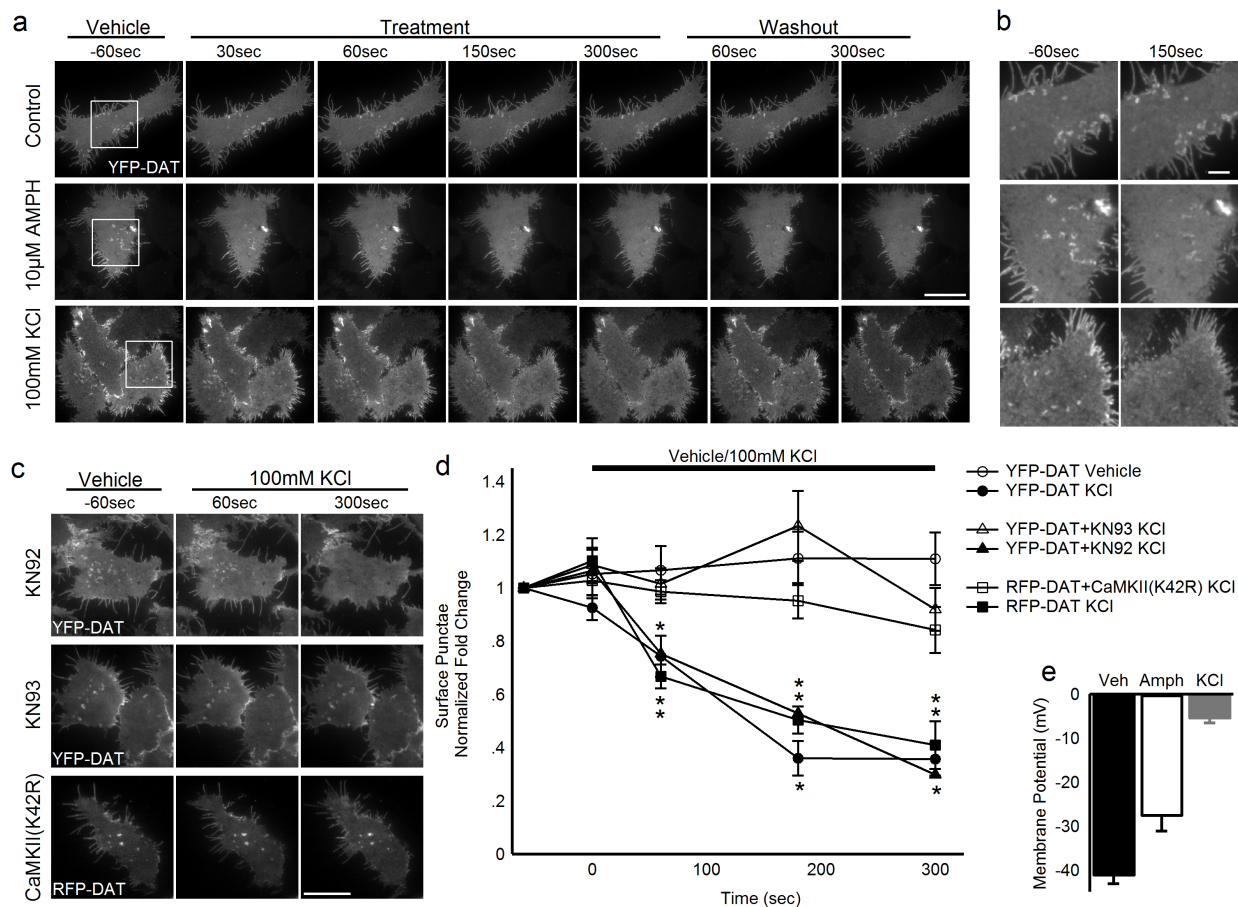 a
Vehicle Treatment Washout
-60sec 30sec 60sec 150sec 300sec 60sec 300sec
Control
YFP-DAT
10µM AMPH
100mM KCl
b
-60sec 150sec
c
Vehicle 100mM KCl
-60sec 60sec 300sec
KN92
YFP-DAT
KN93
YFP-DAT
CaMKII(K42R)
RFP-DAT
d
Vehicle/100mM KCl
Surface Punctae
Normalized Fold Change
1.4
1.2
1
.8
.6
.4
.2
0
*
*
*
*
*
*
*
*
*
0 100 200 300
Time (sec)
YFP-DAT Vehicle
YFP-DAT KCl
YFP-DAT+KN93 KCl
YFP-DAT+KN92 KCl
RFP-DAT+CaMKII(K42R) KCl
RFP-DAT KCl
e
Veh Amph KCl
Membrane Potential (mV)
0
-10
-20
-30
-40